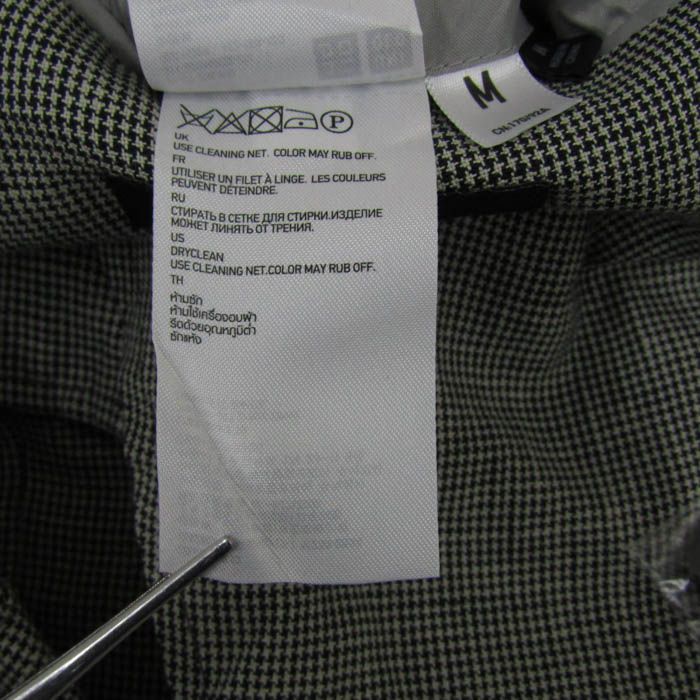 M
CN 170792A
P
UK
USE CLEANING NET. COLOR MAY RUB OFF.
FR
UTILISER UN FILET À LINGE. LES COULEURS
PEUVENT DÉTEINDRE.
RU
СТИРАТЬ В СЕТКЕ ДЛЯ СТИРКИ.ИЗДЕЛИЕ
МОЖЕТ ЛИНЯТЬ ОТ ТРЕНИЯ.
US
DRYCLEAN
USE CLEANING NET.COLOR MAY RUB OFF.
TH
ห้ามซัก
ห้ามใช้เครื่องอบผ้า
รีดด้วยอุณหภูมิต่ำ
ซักแห้ง